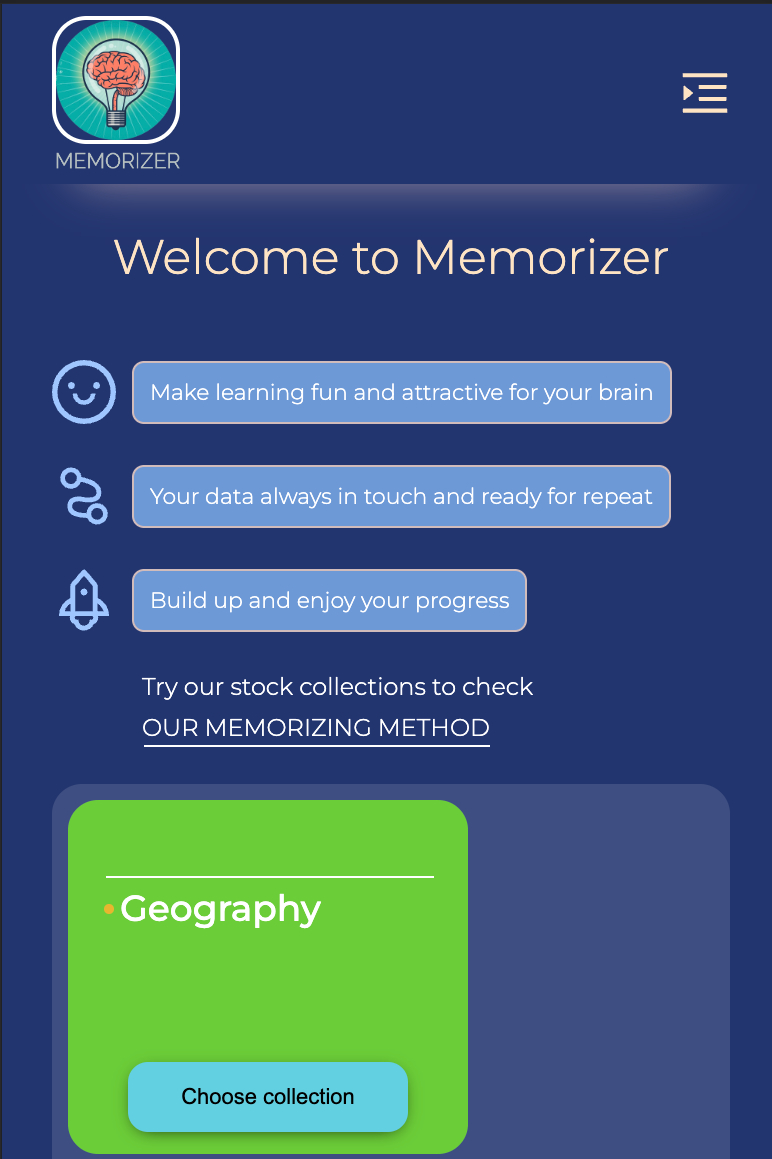 MEMORIZER
Welcome to Memorizer
Make learning fun and attractive for your brain
Your data always in touch and ready for repeat
Build up and enjoy your progress
Try our stock collections to check
OUR MEMORIZING METHOD
Geography
Choose collection